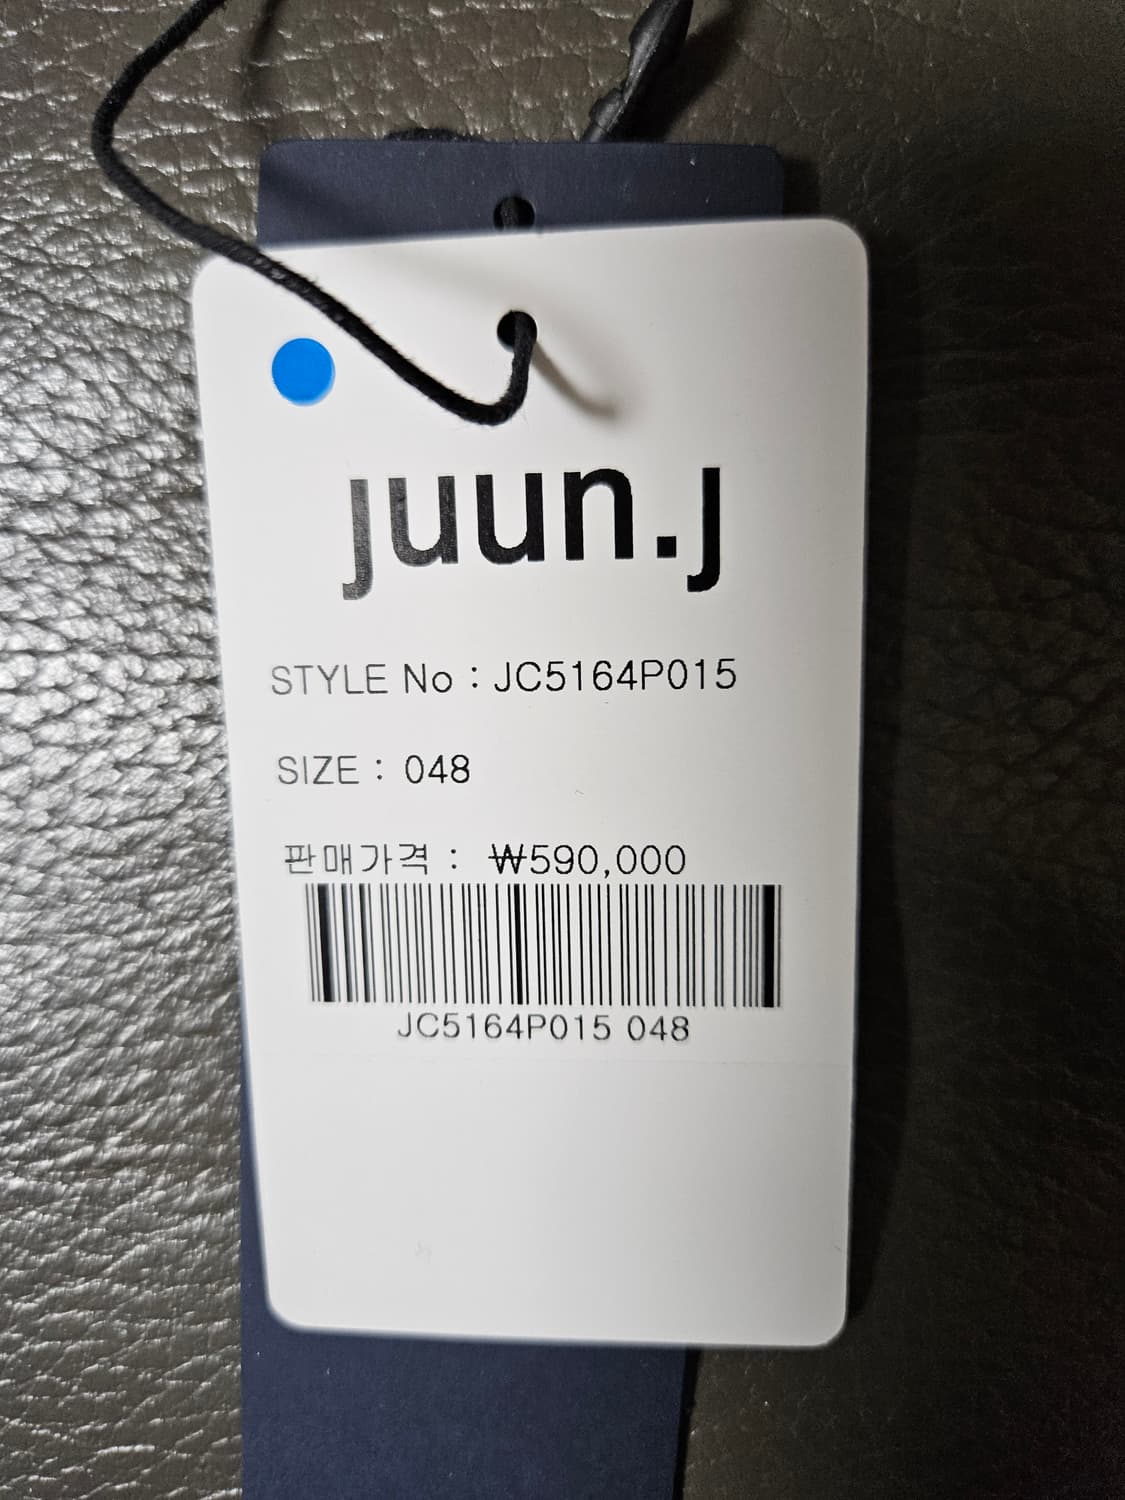 juun.j
STYLE No : JC5164P015
SIZE : 048
판매가격 : ₩590,000
JC5164P015 048